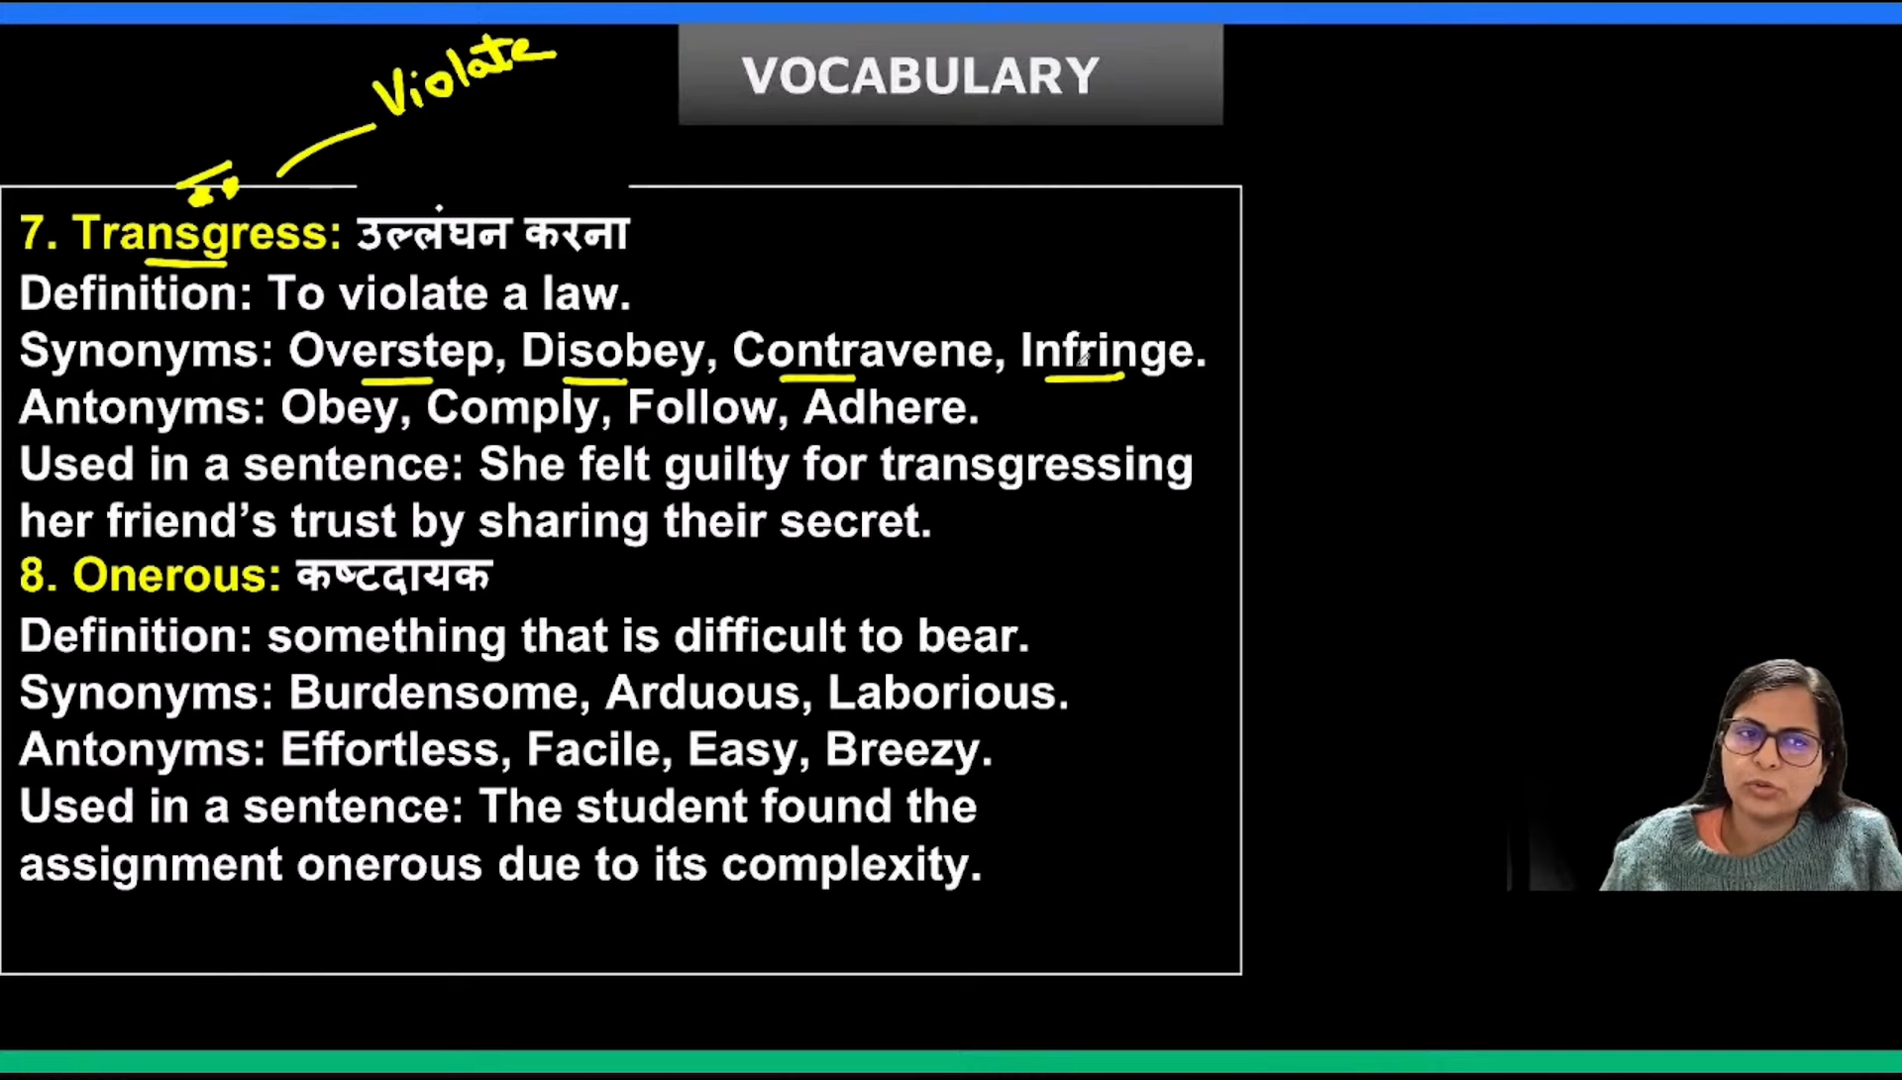 Violate
VOCABULARY
7. Transgress: उल्लंघन करना
Definition: To violate a law.
Synonyms: Overstep, Disobey, Contravene, Infringe.
Antonyms: Obey, Comply, Follow, Adhere.
Used in a sentence: She felt guilty for transgressing
her friend’s trust by sharing their secret.
8. Onerous: कष्टदायक
Definition: something that is difficult to bear.
Synonyms: Burdensome, Arduous, Laborious.
Antonyms: Effortless, Facile, Easy, Breezy.
Used in a sentence: The student found the
assignment onerous due to its complexity.